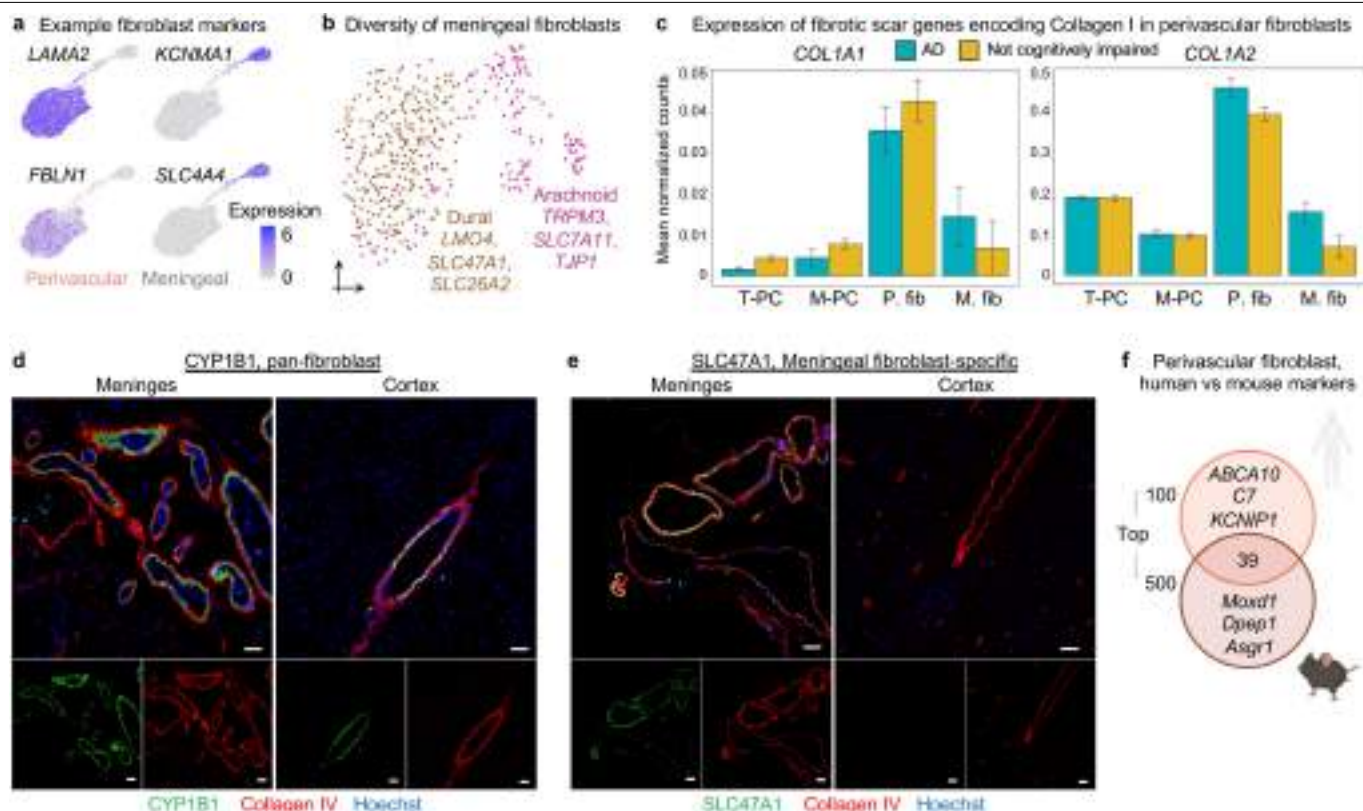 a Example fibroblast markers
LAMA2 KCNMA1
FBLN1 SLC4A4
Expression
6
0
Perivascular Meningeal
b Diversity of meningeal fibroblasts
Dural
LMO4,
SLC47A1,
SLC26A2
Arachnoid
TRPM3,
SLC7A11,
TJP1
c Expression of fibrotic scar genes encoding Collagen I in perivascular fibroblasts
COL1A1 AD Not cognitively impaired COL1A2
Mean normalized counts
0.05
0.04
0.03
0.02
0.01
0
T-PC M-PC P. fib M. fib
0.5
0.4
0.3
0.2
0.1
0
T-PC M-PC P. fib M. fib
d CYP1B1, pan-fibroblast
Meninges Cortex
CYP1B1 Collagen IV Hoechst
e SLC47A1, Meningeal fibroblast-specific
Meninges Cortex
SLC47A1 Collagen IV Hoechst
f Perivascular fibroblast,
human vs mouse markers
ABCA10
C7
KCNIP1
100
Top
500
39
Moxd1
Dpep1
Asgr1